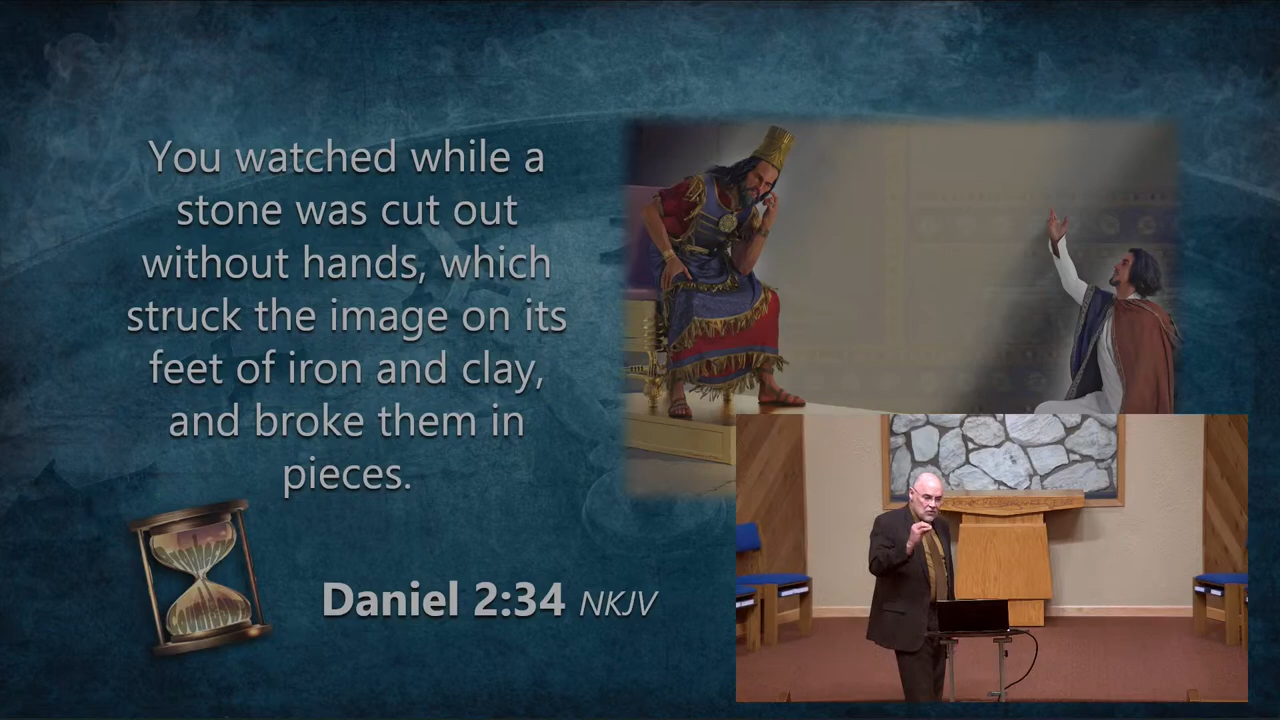 You watched while a
stone was cut out
without hands, which
struck the image on its
feet of iron and clay,
and broke them in
pieces.
Daniel 2:34 NKJV